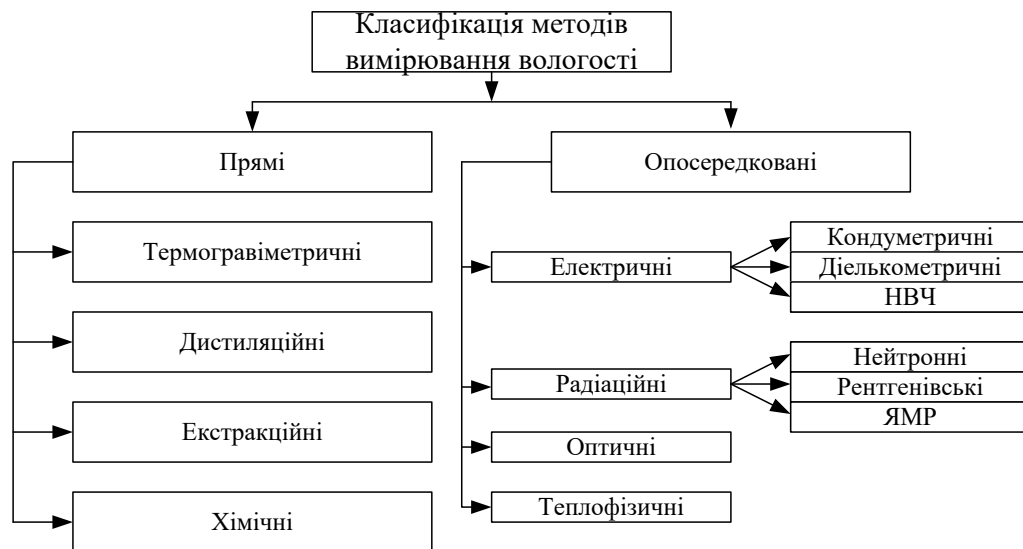 Класифікація методів
вимірювання вологості
Прямі
Опосередковані
Термогравіметричні
Дистиляційні
Екстракційні
Хімічні
Електричні
Кондуметричні
Діелькометричні
НВЧ
Радіаційні
Нейтронні
Рентгенівські
ЯМР
Оптичні
Теплофізичні